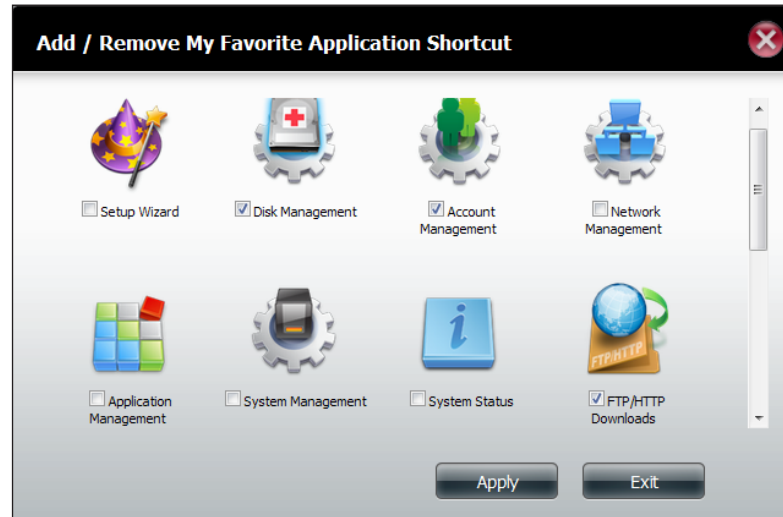 Add / Remove My Favorite Application Shortcut
Setup Wizard
Disk Management
Account
Management
Network
Management
FTP/HTTP
Application
Management
System Management
System Status
FTP/HTTP
Downloads
Apply
Exit